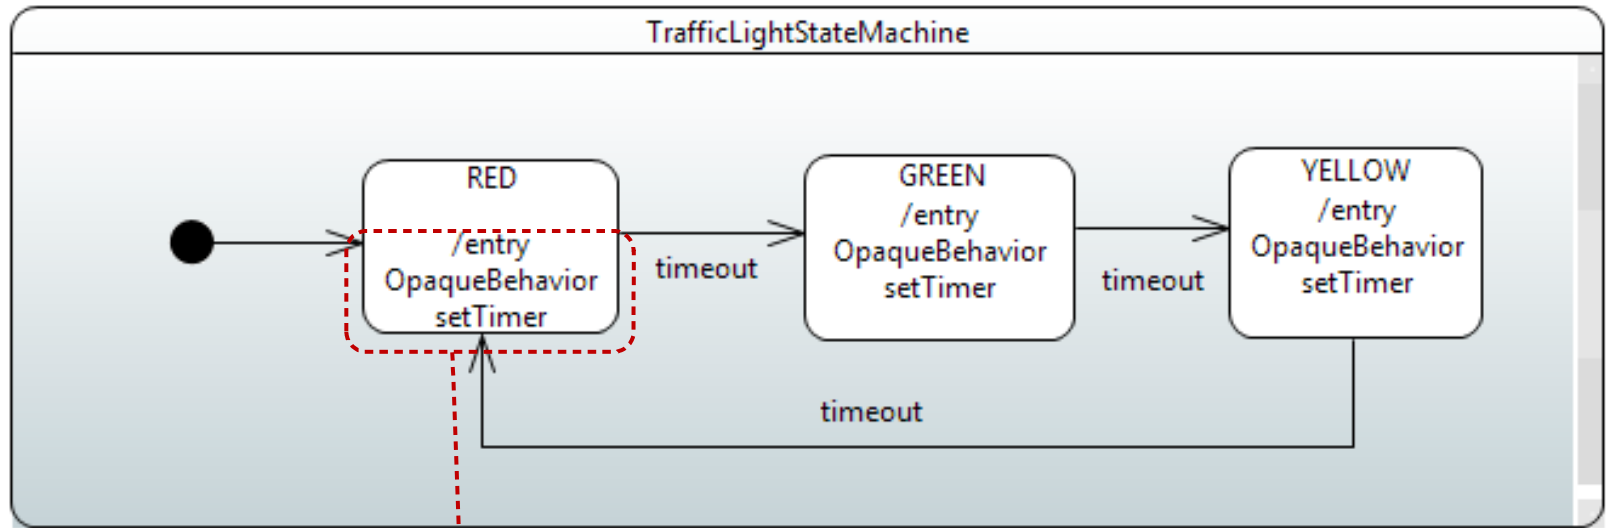 TrafficLightStateMachine
RED
/entry
OpaqueBehavior
setTimer
timeout
GREEN
/entry
OpaqueBehavior
setTimer
timeout
YELLOW
/entry
OpaqueBehavior
setTimer
timeout